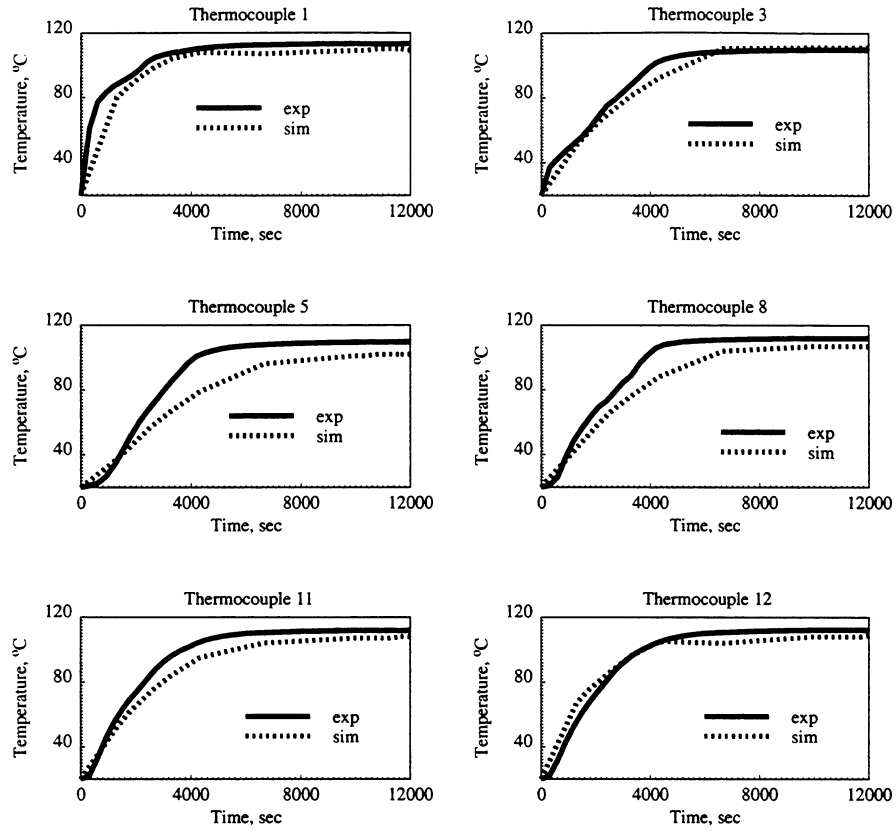 Thermocouple 1
120
80
40
Temperature, °C
exp
sim
0 4000 8000 12000
Time, sec
Thermocouple 3
120
80
40
Temperature, °C
exp
sim
0 4000 8000 12000
Time, sec
Thermocouple 5
120
80
40
Temperature, °C
exp
sim
0 4000 8000 12000
Time, sec
Thermocouple 8
120
80
40
Temperature, °C
exp
sim
0 4000 8000 12000
Time, sec
Thermocouple 11
120
80
40
Temperature, °C
exp
sim
0 4000 8000 12000
Time, sec
Thermocouple 12
120
80
40
Temperature, °C
exp
sim
0 4000 8000 12000
Time, sec